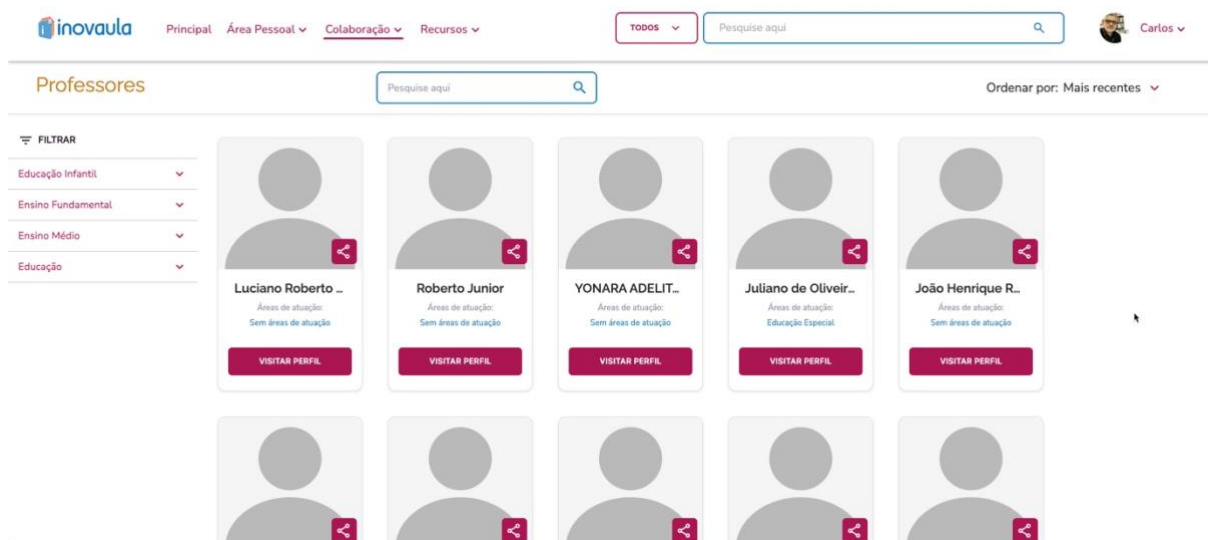 inovaula
Principal Área Pessoal Colaboração Recursos TODOS Pesquise aqui Carlos
Professores Pesquise aqui Ordenar por: Mais recentes
FILTRAR
Educação Infantil
Ensino Fundamental
Ensino Médio
Educação
Luciano Roberto ...
Áreas de atuação:
Sem áreas de atuação
VISITAR PERFIL
Roberto Junior
Áreas de atuação:
Sem áreas de atuação
VISITAR PERFIL
YONARA ADELIT...
Áreas de atuação:
Sem áreas de atuação
VISITAR PERFIL
Juliano de Oliveir...
Áreas de atuação:
Educação Especial
VISITAR PERFIL
João Henrique R...
Áreas de atuação:
Sem áreas de atuação
VISITAR PERFIL